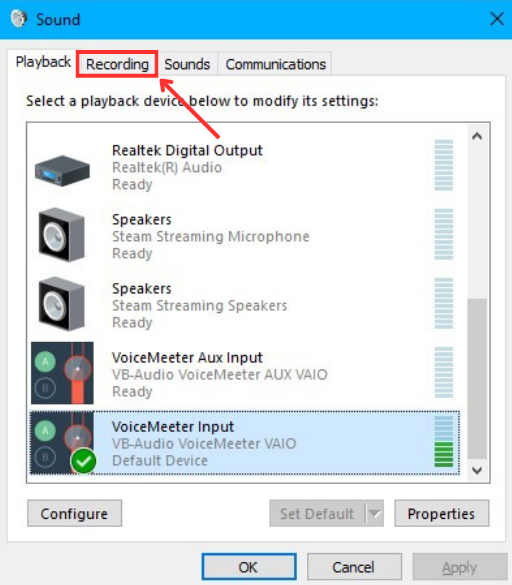 Sound
Playback Recording Sounds Communications
Select a playback device below to modify its settings:
Realtek Digital Output
Realtek(R) Audio
Ready
Speakers
Steam Streaming Microphone
Ready
Speakers
Steam Streaming Speakers
Ready
A
B
VoiceMeeter Aux Input
VB-Audio VoiceMeeter AUX VAIO
Ready
A
B
VoiceMeeter Input
VB-Audio VoiceMeeter VAIO
Default Device
Configure Set Default Properties
OK Cancel Apply